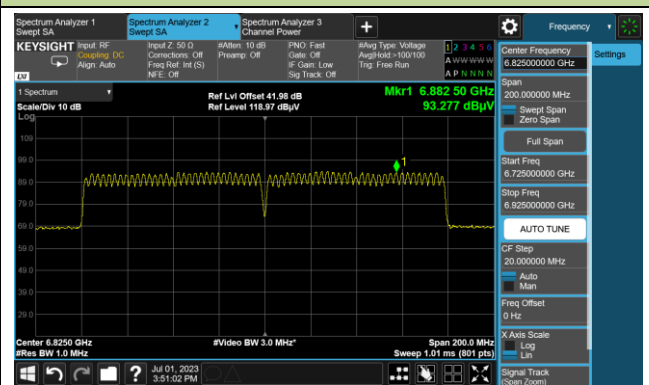 Spectrum Analyzer 1
Swept SA
Spectrum Analyzer 2
Swept SA
Spectrum Analyzer 3
Channel Power
Frequency
KEYSIGHT
Input: RF
Coupling: DC
Align: Auto
Input Z: 50 Ω
Corrections: Off
Freq Ref: Int (S)
NFE: Off
#Atten: 10 dB
Preamp: Off
PNO: Fast
Gate: Off
IF Gain: Low
Sig Track: Off
#Avg Type: Voltage
Avg|Hold:>100/100
Trig: Free Run
1 2 3 4 5 6
A W W W W W
A P N N N N
LXI
1 Spectrum
Scale/Div 10 dB
Log
Ref Lvl Offset 41.98 dB
Ref Level 118.97 dBµV
Mkr1 6.882 50 GHz
93.277 dBµV
109
99.0
89.0
79.0
69.0
59.0
49.0
39.0
29.0
1
Center 6.8250 GHz
#Res BW 1.0 MHz
#Video BW 3.0 MHz*
Span 200.0 MHz
Sweep 1.01 ms (801 pts)
Jul 01, 2023
3:51:02 PM
Center Frequency
6.825000000 GHz
Settings
Span
200.000000 MHz
Swept Span
Zero Span
Full Span
Start Freq
6.725000000 GHz
Stop Freq
6.925000000 GHz
AUTO TUNE
CF Step
20.000000 MHz
Auto
Man
Freq Offset
0 Hz
X Axis Scale
Log
Lin
Signal Track
(Span Zoom)